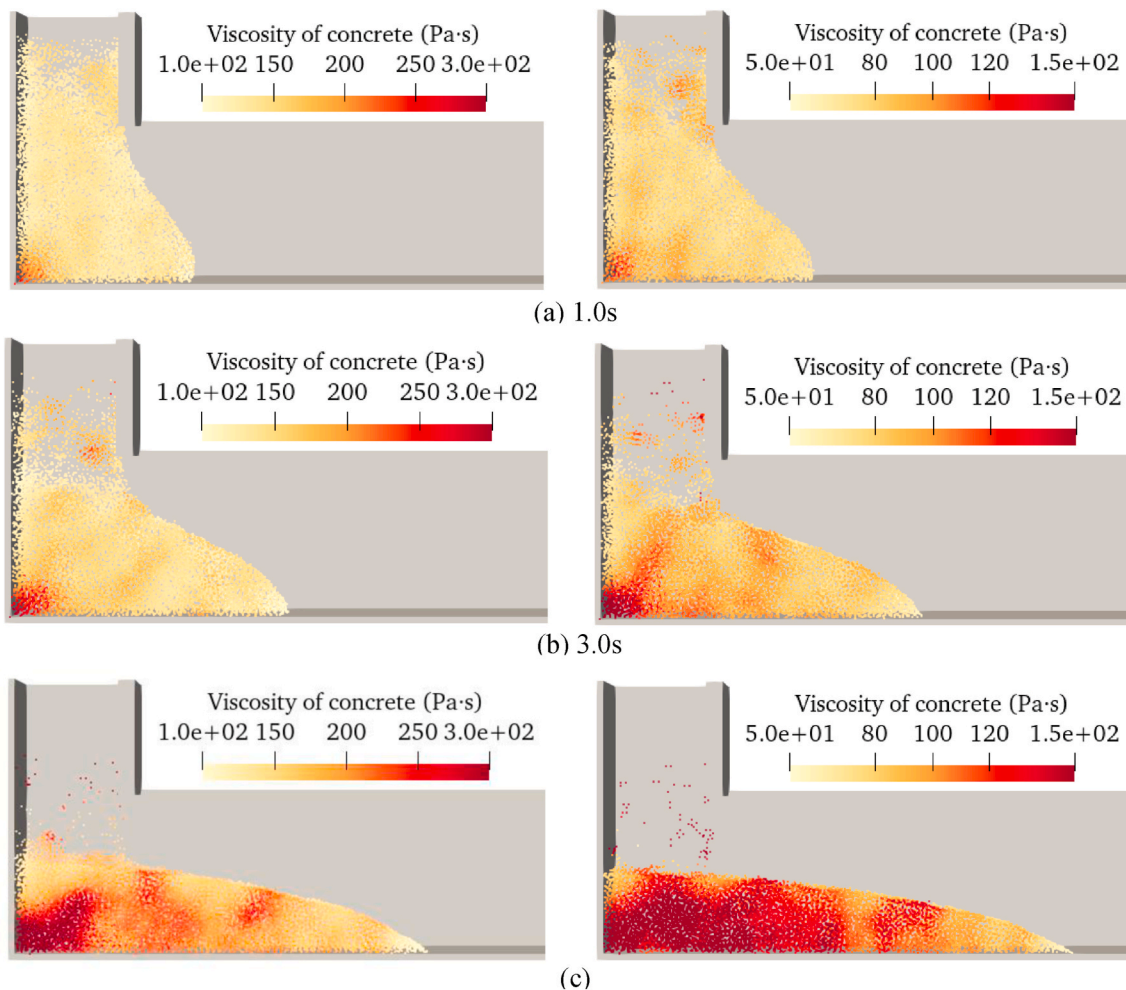 Viscosity of concrete (Pa·s)
1.0e+02 150 200 250 3.0e+02
Viscosity of concrete (Pa·s)
5.0e+01 80 100 120 1.5e+02
(a) 1.0s
Viscosity of concrete (Pa·s)
1.0e+02 150 200 250 3.0e+02
Viscosity of concrete (Pa·s)
5.0e+01 80 100 120 1.5e+02
(b) 3.0s
Viscosity of concrete (Pa·s)
1.0e+02 150 200 250 3.0e+02
Viscosity of concrete (Pa·s)
5.0e+01 80 100 120 1.5e+02
(c)